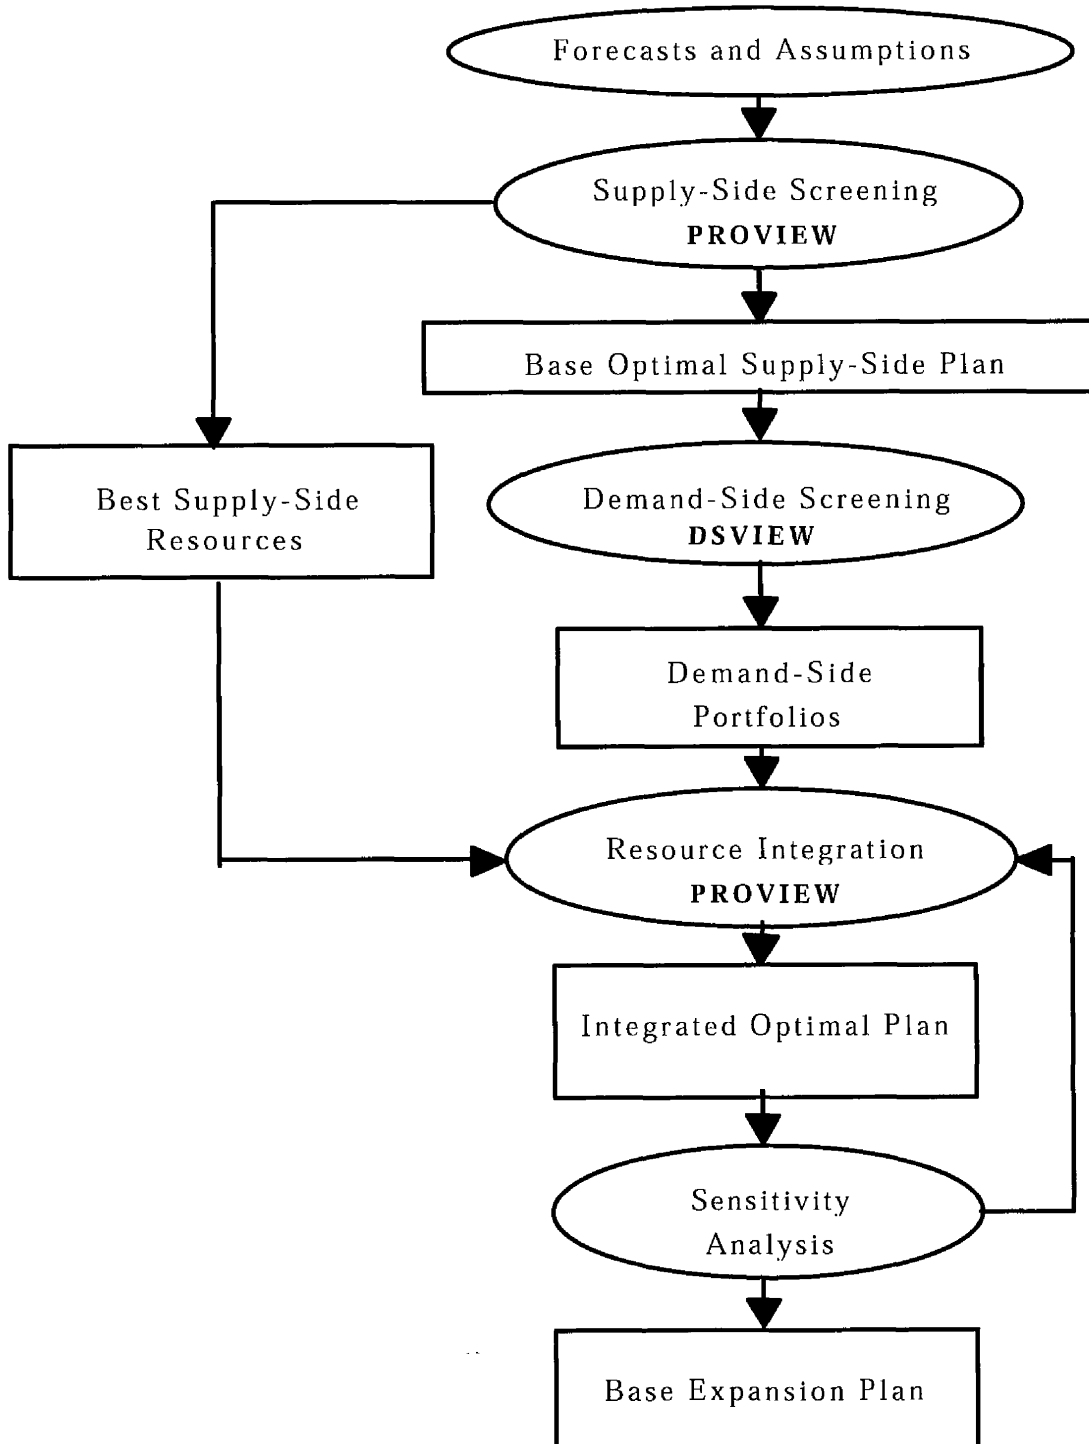 Forecasts and Assumptions
Supply-Side Screening
PROVIEW
Base Optimal Supply-Side Plan
Best Supply-Side
Resources
Demand-Side Screening
DSVIEW
Demand-Side
Portfolios
Resource Integration
PROVIEW
Integrated Optimal Plan
Sensitivity
Analysis
Base Expansion Plan